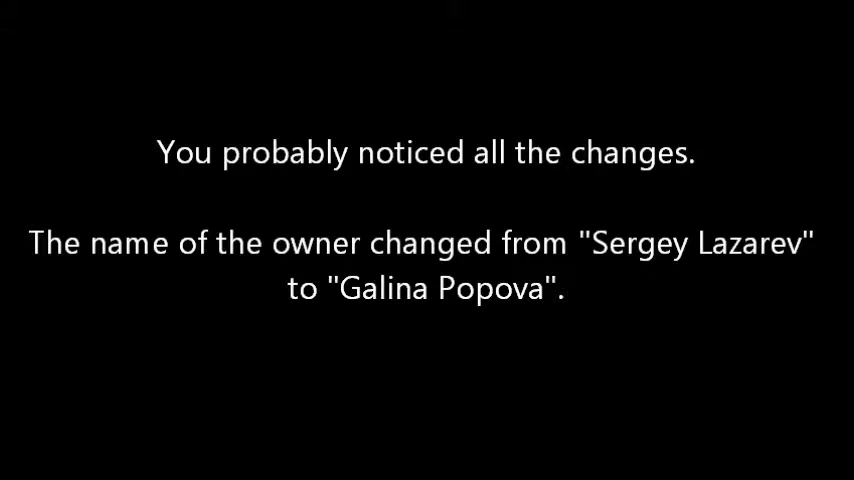 You probably noticed all the changes.
The name of the owner changed from "Sergey Lazarev"
to "Galina Popova".